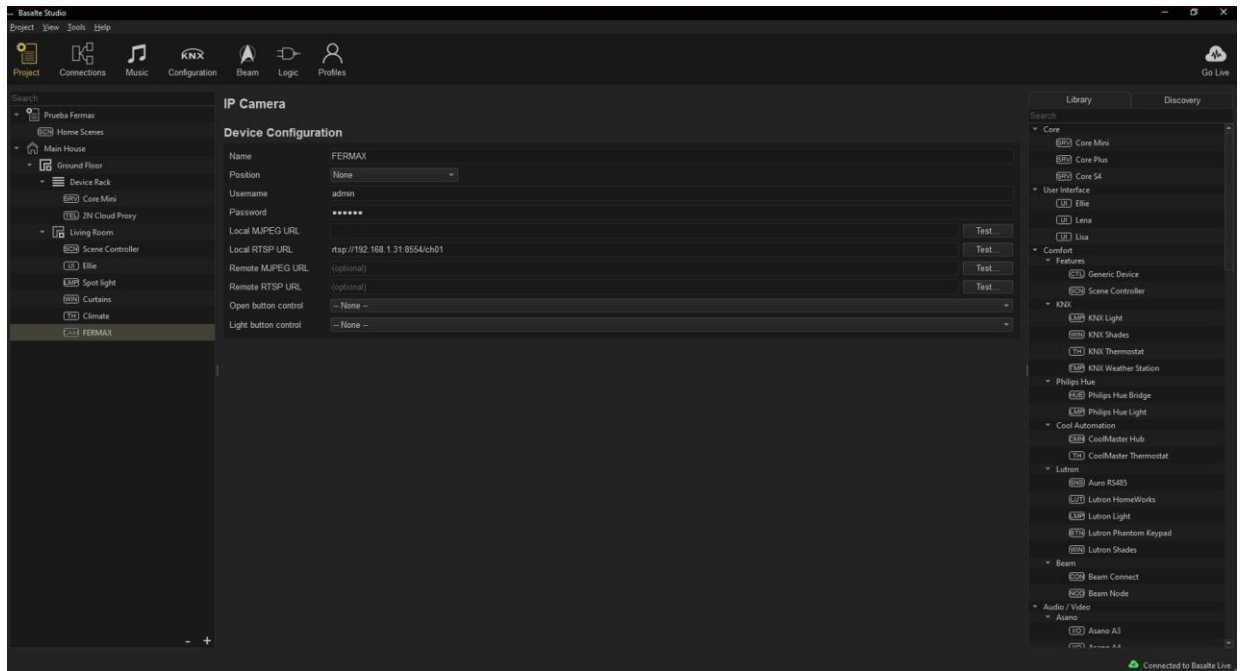 Basalte Studio
Project View Tools Help
Project Connections Music KNX Configuration Beam Logic Profiles Go Live
Search
Prueba Fermax
SCN Home Scenes
Main House
Ground Floor
Device Rack
SRV Core Mini
TEL 2N Cloud Proxy
Living Room
SCN Scene Controller
UI Ellie
LMP Spot light
WIN Curtains
TH Climate
CAM FERMAX
- +
IP Camera
Device Configuration
Name FERMAX
Position None
Username admin
Password ●●●●●●
Local MJPEG URL Test...
Local RTSP URL rtsp://192.168.1.31:8554/ch01 Test...
Remote MJPEG URL (optional) Test...
Remote RTSP URL (optional) Test...
Open button control -- None --
Light button control -- None --
Library Discovery
Search
Core
SRV Core Mini
SRV Core Plus
SRV Core S4
User Interface
UI Ellie
UI Lena
UI Lisa
Comfort
Features
CTL Generic Device
SCN Scene Controller
KNX
LMP KNX Light
WIN KNX Shades
TH KNX Thermostat
TMP KNX Weather Station
Philips Hue
HUE Philips Hue Bridge
LMP Philips Hue Light
Cool Automation
CMN CoolMaster Hub
TH CoolMaster Thermostat
Lutron
SNS Auro RS485
LUT Lutron HomeWorks
LMP Lutron Light
BTN Lutron Phantom Keypad
WIN Lutron Shades
Beam
CON Beam Connect
NOD Beam Node
Audio / Video
Asano
I/O Asano A3
I/O Asano A4
Connected to Basalte Live